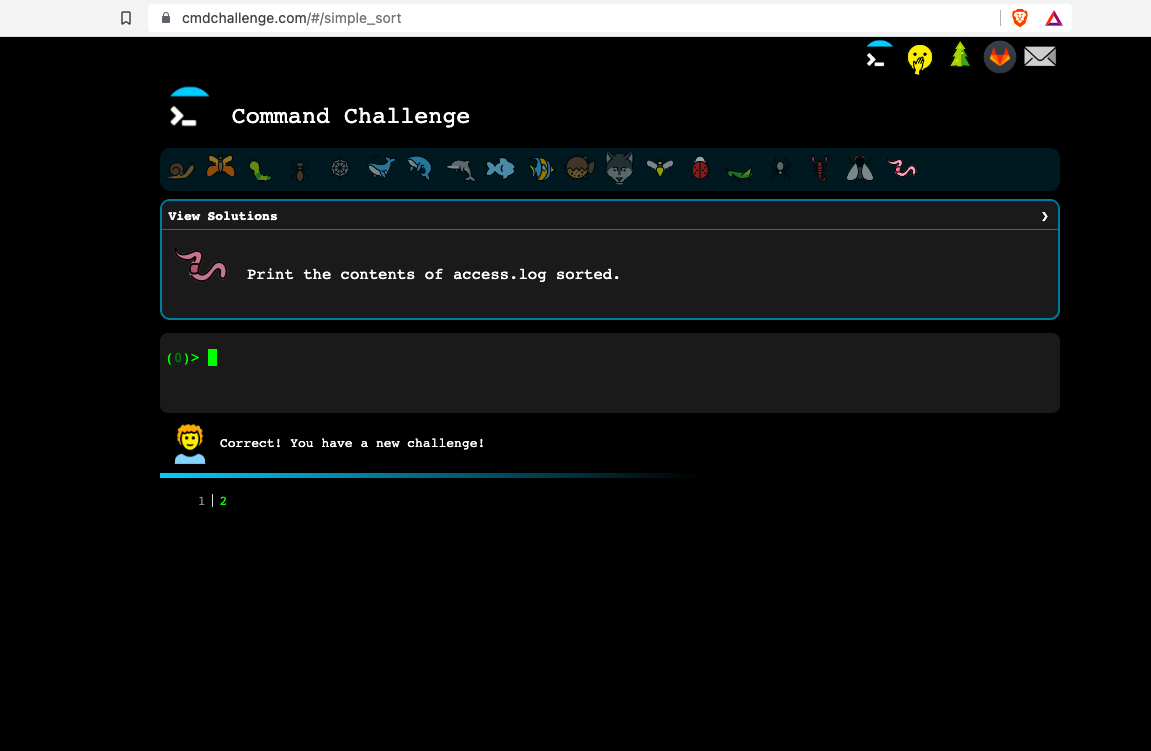 cmdchallenge.com/#/simple_sort
Command Challenge
View Solutions
Print the contents of access.log sorted.
(0)>
Correct! You have a new challenge!
1 2